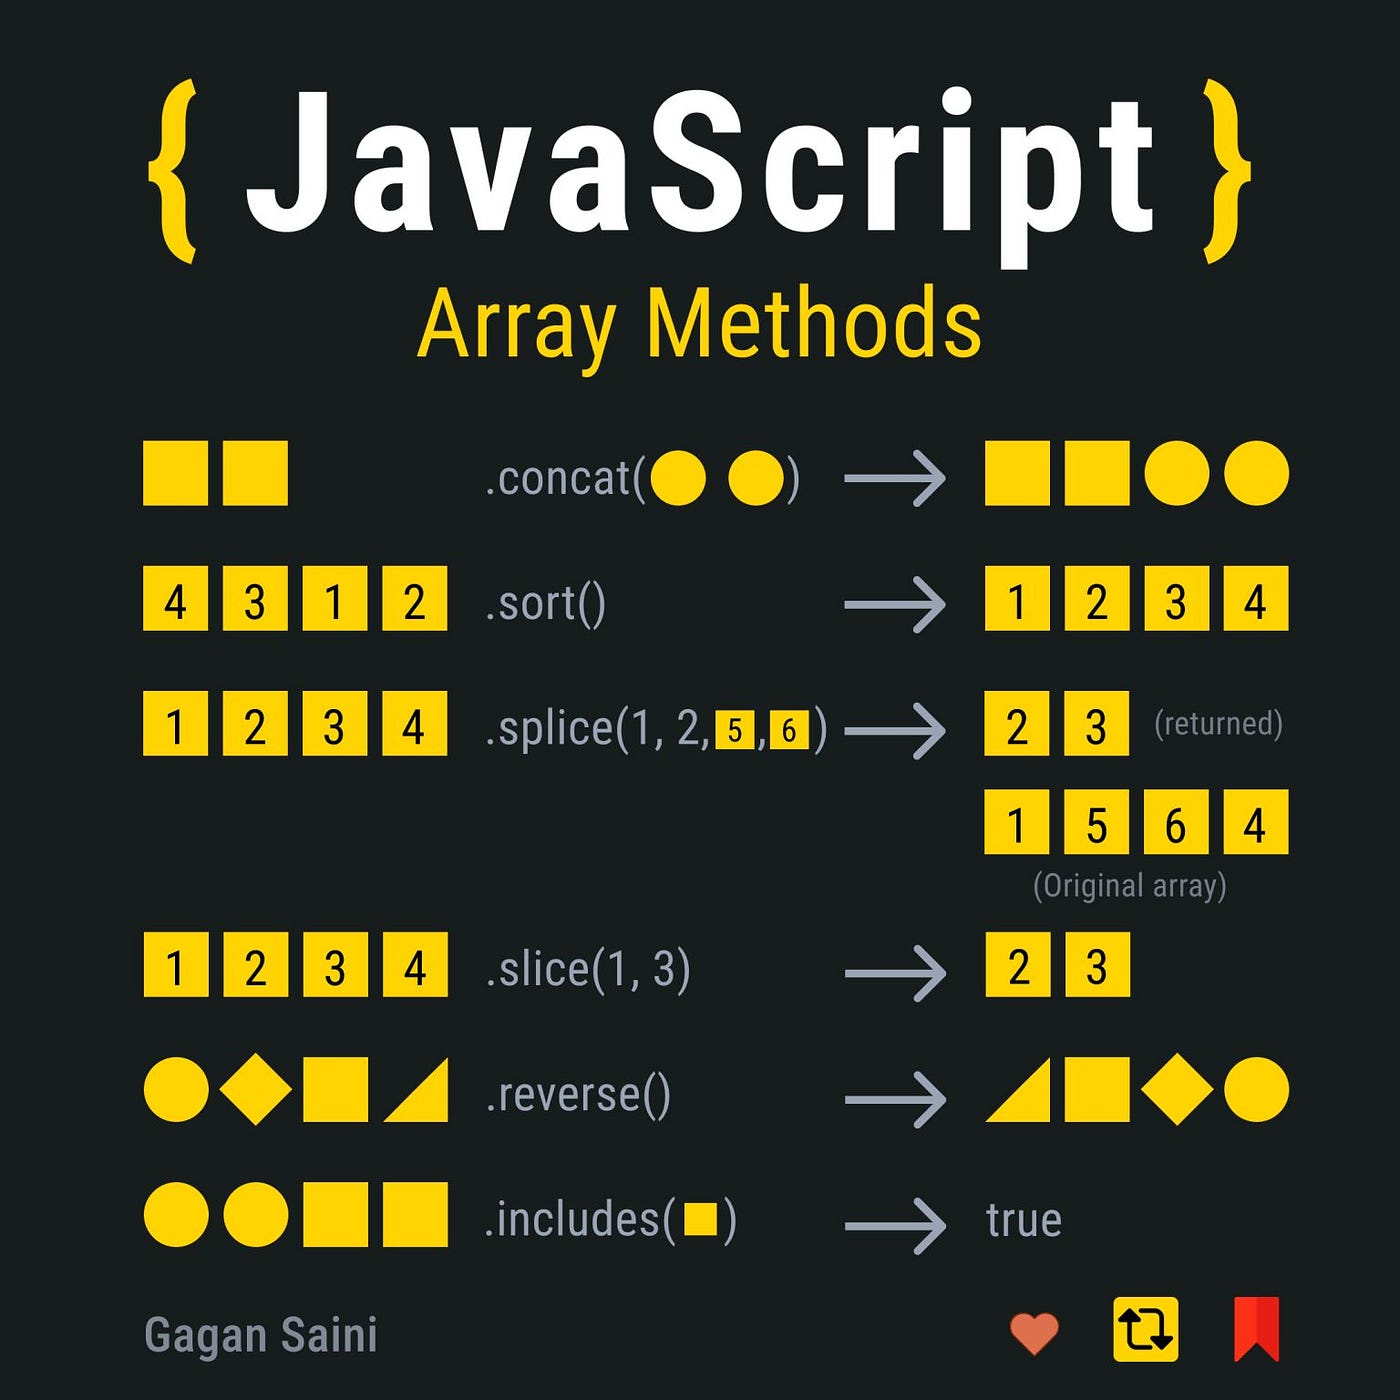 { JavaScript }
Array Methods
.concat( )
4 3 1 2 .sort() 1 2 3 4
1 2 3 4 .splice(1, 2, 5 , 6 ) 2 3 (returned)
1 5 6 4
(Original array)
1 2 3 4 .slice(1, 3) 2 3
.reverse()
.includes( ) true
Gagan Saini